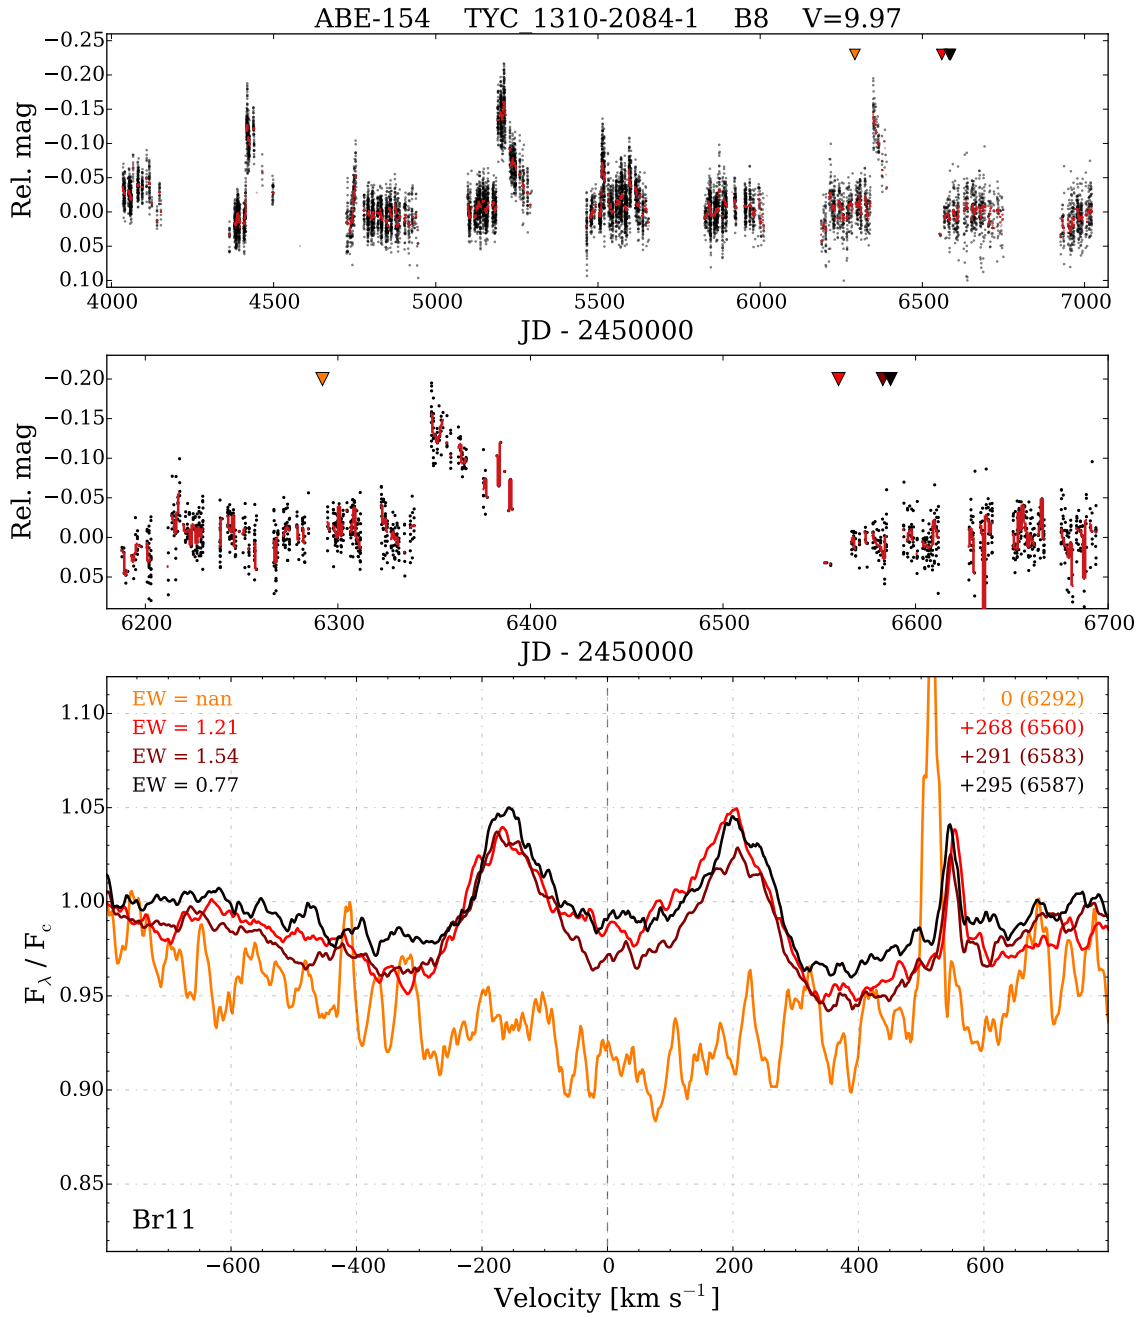 ABE-154 TYC_1310-2084-1 B8 V=9.97
Rel. mag
−0.25
−0.20
−0.15
−0.10
−0.05
0.00
0.05
0.10
4000 4500 5000 5500 6000 6500 7000
JD - 2450000
Rel. mag
−0.20
−0.15
−0.10
−0.05
0.00
0.05
6200 6300 6400 6500 6600 6700
JD - 2450000
F_λ / F_c
1.10
1.05
1.00
0.95
0.90
0.85
EW = nan 0 (6292)
EW = 1.21 +268 (6560)
EW = 1.54 +291 (6583)
EW = 0.77 +295 (6587)
Br11
−600 −400 −200 0 200 400 600
Velocity [km s⁻¹]